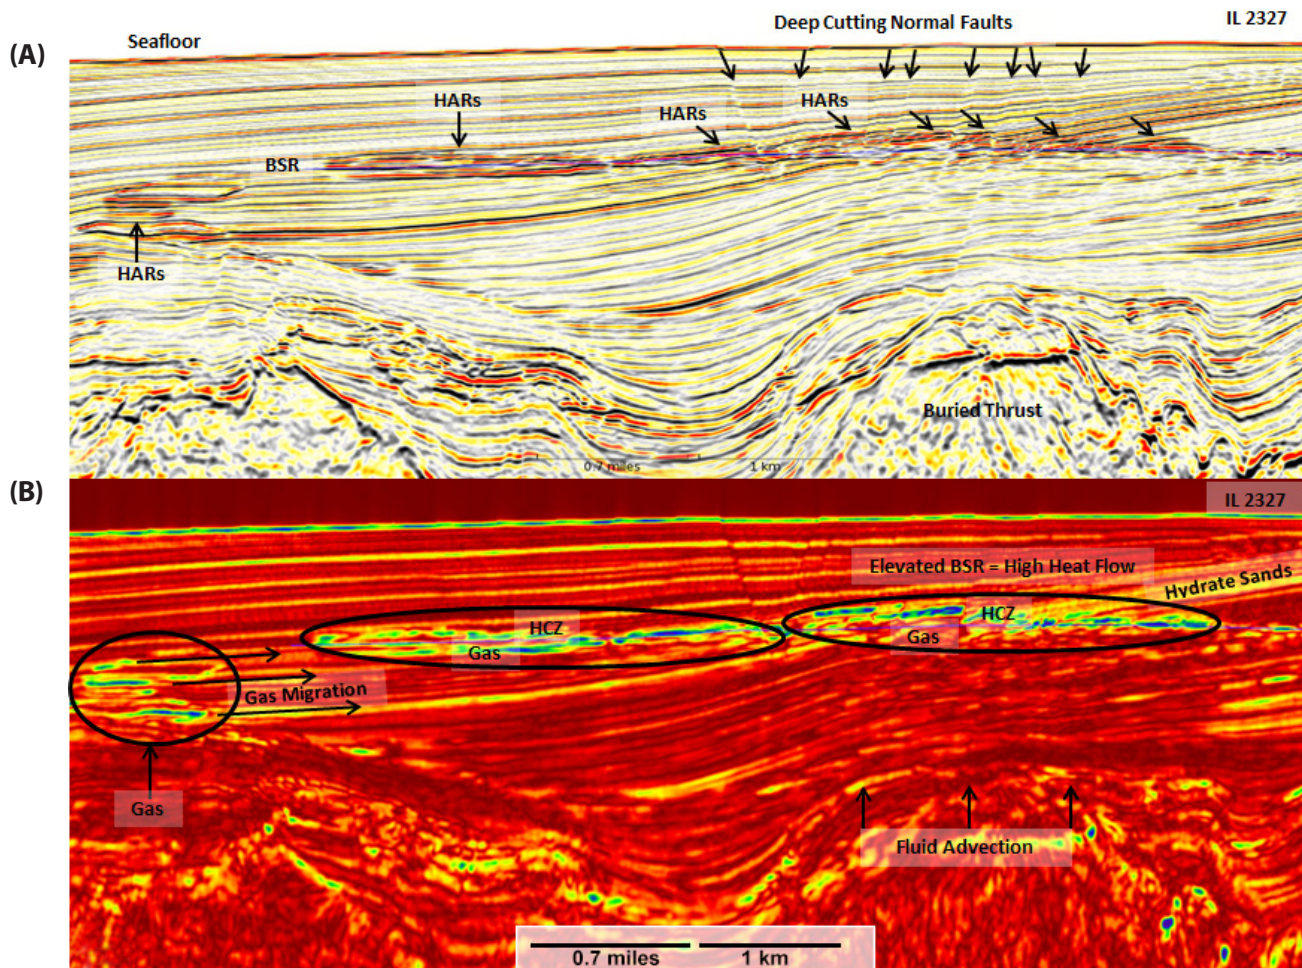 Deep Cutting Normal Faults
IL 2327
(A)
Seafloor
HARs
HARs
HARs
BSR
HARs
Buried Thrust
0.7 miles
1 km
(B)
IL 2327
Elevated BSR = High Heat Flow
Hydrate Sands
HCZ
HCZ
Gas
Gas
Gas Migration
Gas
Fluid Advection
0.7 miles
1 km